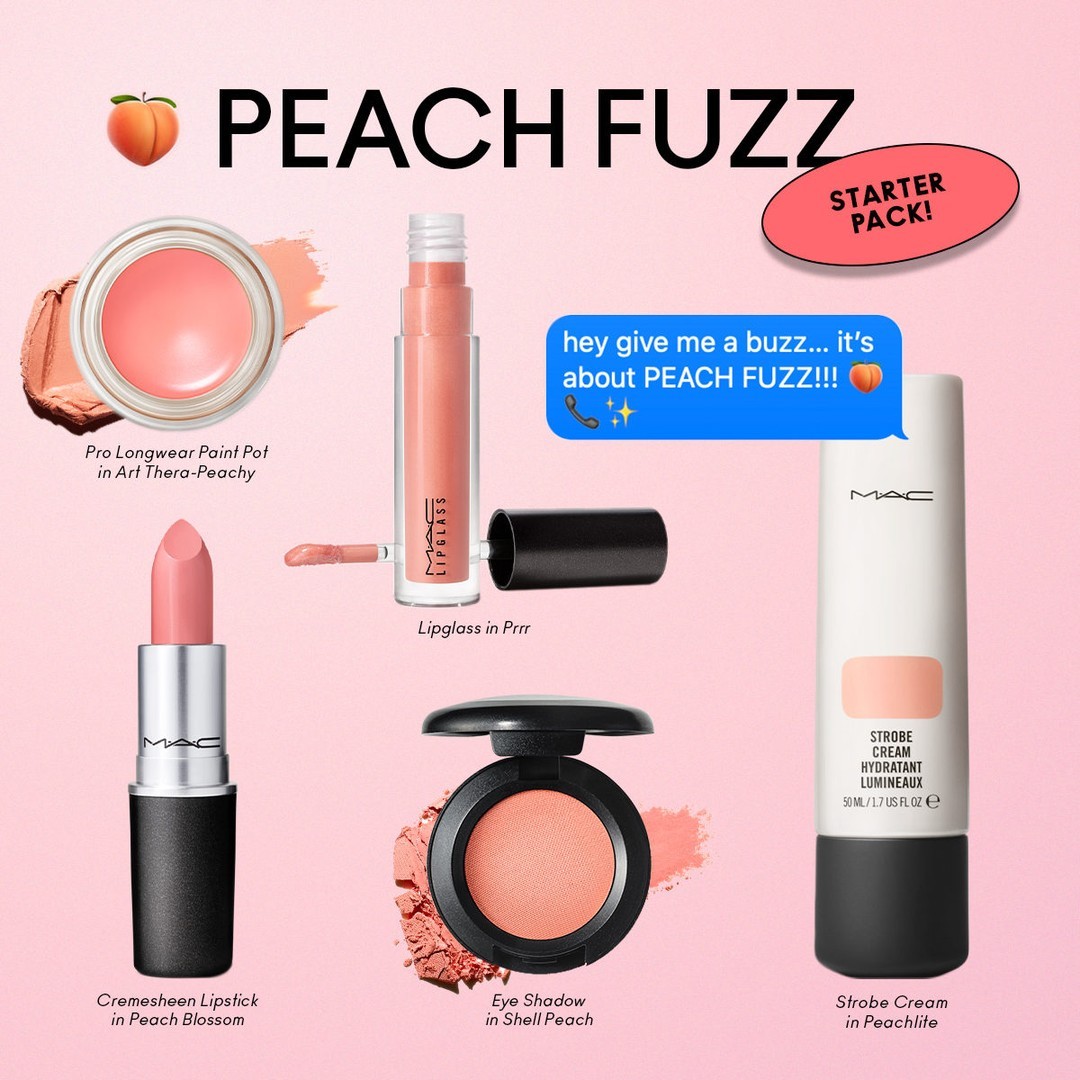 🍑 PEACH FUZZ
STARTER
PACK!
hey give me a buzz... it's
about PEACH FUZZ!!! 🍑
📞✨
Pro Longwear Paint Pot
in Art Thera-Peachy
MAC
LIPGLASS
Lipglass in Prrr
MAC
STROBE
CREAM
HYDRATANT
LUMINEAUX
50 ML / 1.7 US FL OZ ℮
MAC
Cremesheen Lipstick
in Peach Blossom
Eye Shadow
in Shell Peach
Strobe Cream
in Peachlite